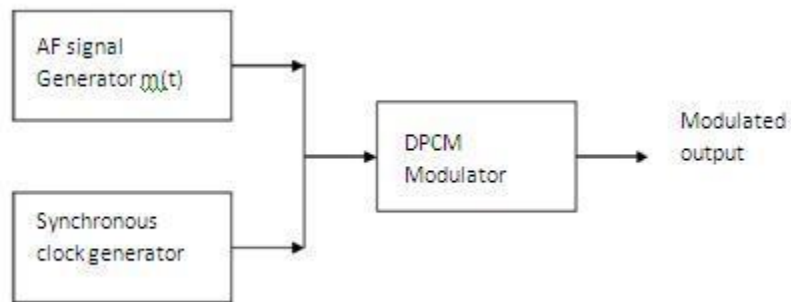 AF signal
Generator m(t)
DPCM
Modulator
Modulated
output
Synchronous
clock generator